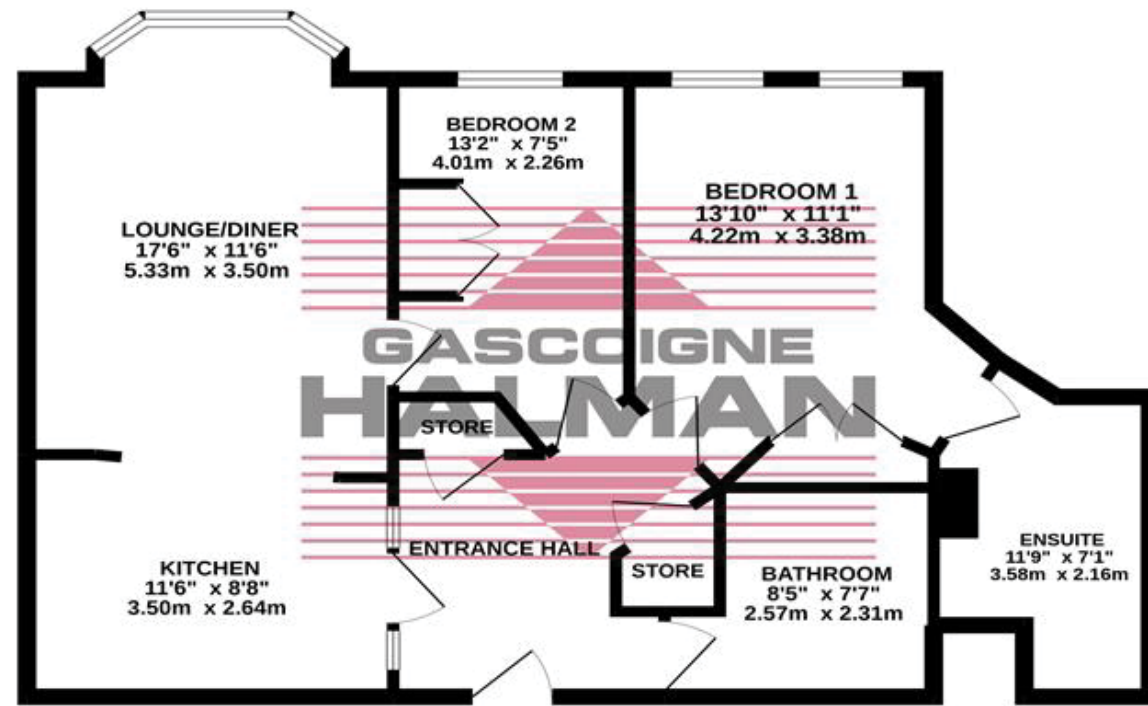 BEDROOM 2
13'2" x 7'5"
4.01m x 2.26m
BEDROOM 1
13'10" x 11'1"
4.22m x 3.38m
LOUNGE/DINER
17'6" x 11'6"
5.33m x 3.50m
GASCOIGNE
HALMAN
STORE
ENTRANCE HALL
KITCHEN
11'6" x 8'8"
3.50m x 2.64m
STORE
BATHROOM
8'5" x 7'7"
2.57m x 2.31m
ENSUITE
11'9" x 7'1"
3.58m x 2.16m